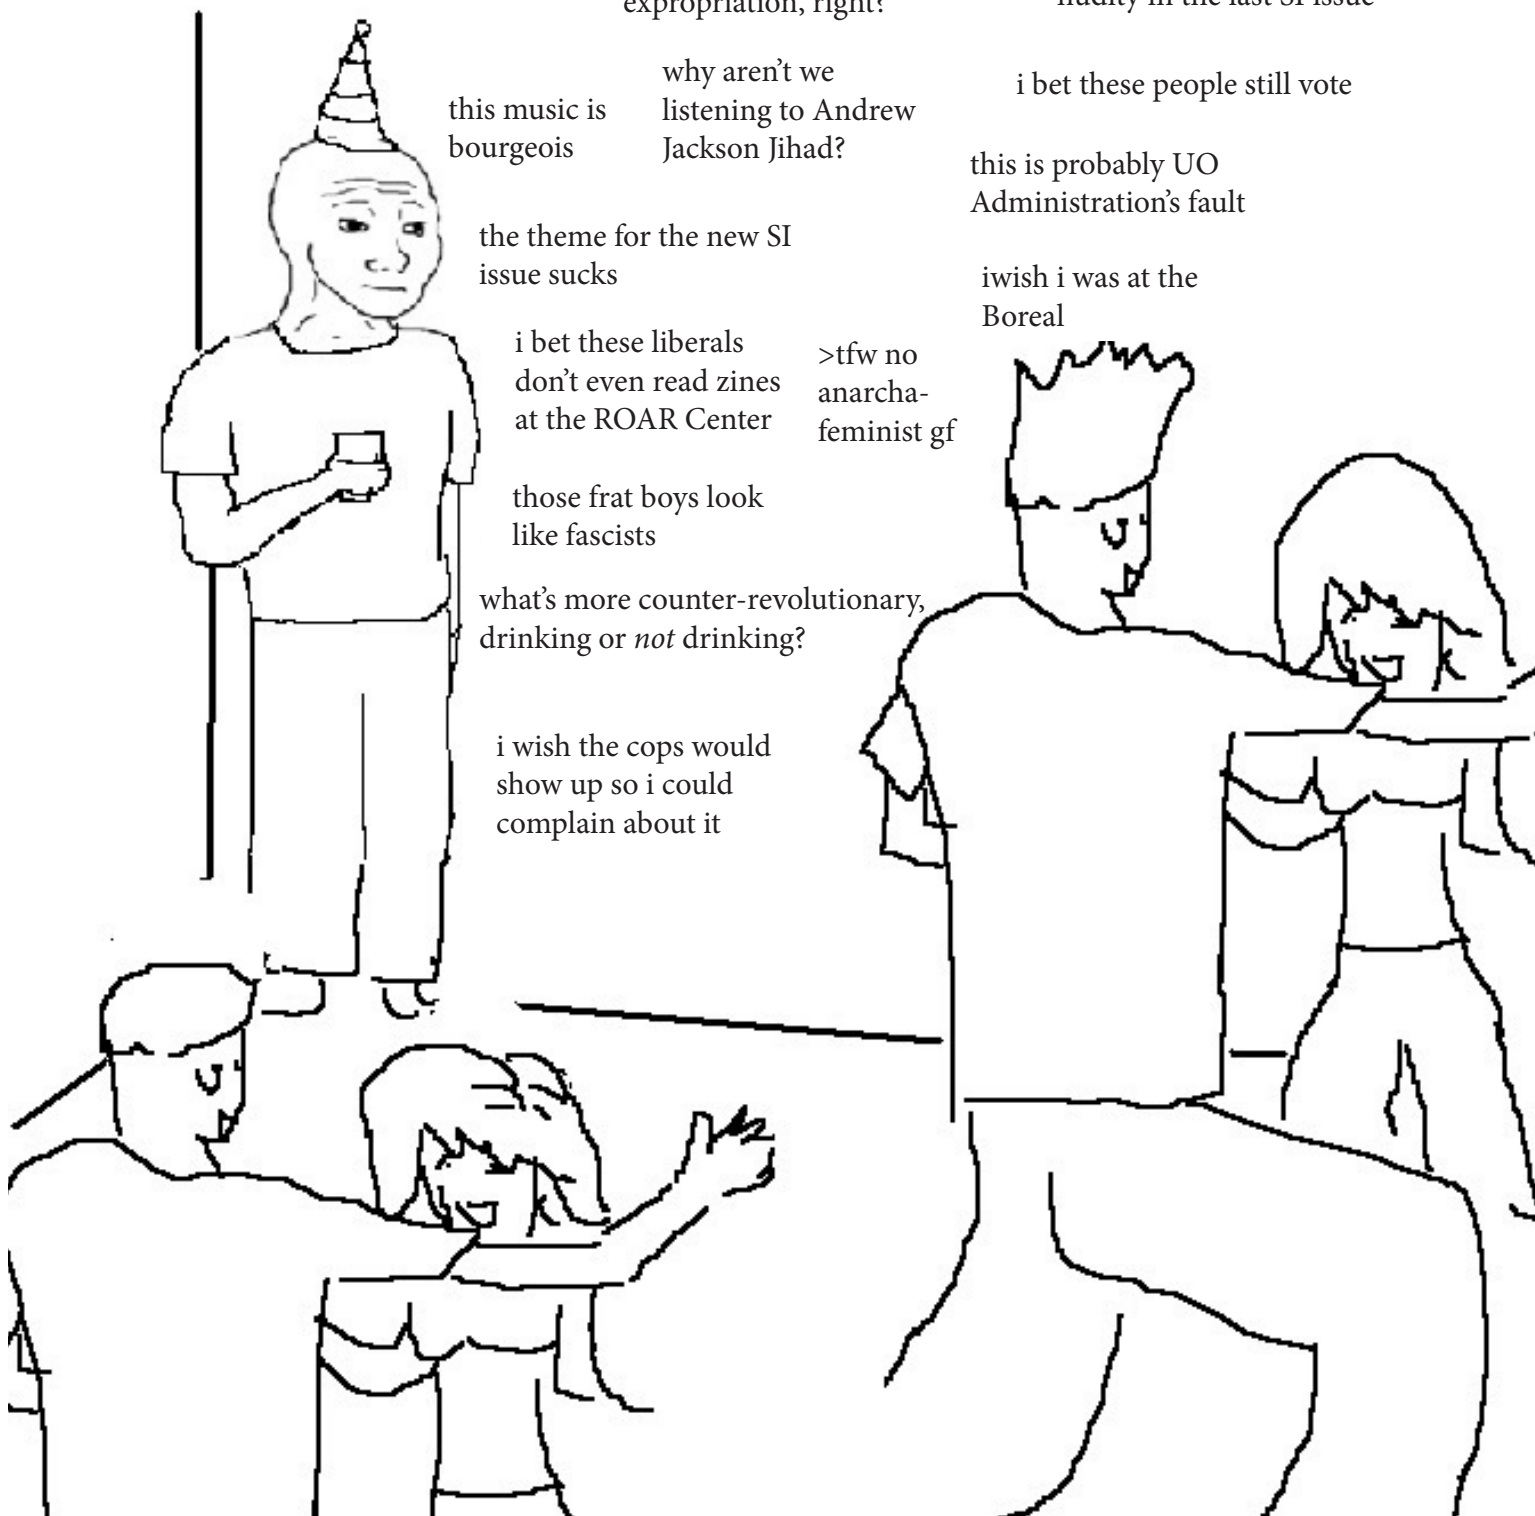 expropriation, right?
nudity in the last SI issue
this music is
bourgeois
why aren't we
listening to Andrew
Jackson Jihad?
i bet these people still vote
this is probably UO
Administration's fault
the theme for the new SI
issue sucks
iwish i was at the
Boreal
i bet these liberals
don't even read zines
at the ROAR Center
>tfw no
anarcha-
feminist gf
those frat boys look
like fascists
what's more counter-revolutionary,
drinking or not drinking?
i wish the cops would
show up so i could
complain about it